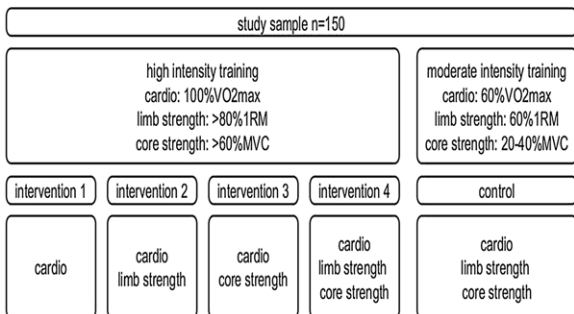 study sample n=150
high intensity training
cardio: 100%VO2max
limb strength: >80%1RM
core strength: >60%MVC
moderate intensity training
cardio: 60%VO2max
limb strength: 60%1RM
core strength: 20-40%MVC
intervention 1
intervention 2
intervention 3
intervention 4
control
cardio
cardio
limb strength
cardio
core strength
cardio
limb strength
core strength
cardio
limb strength
core strength